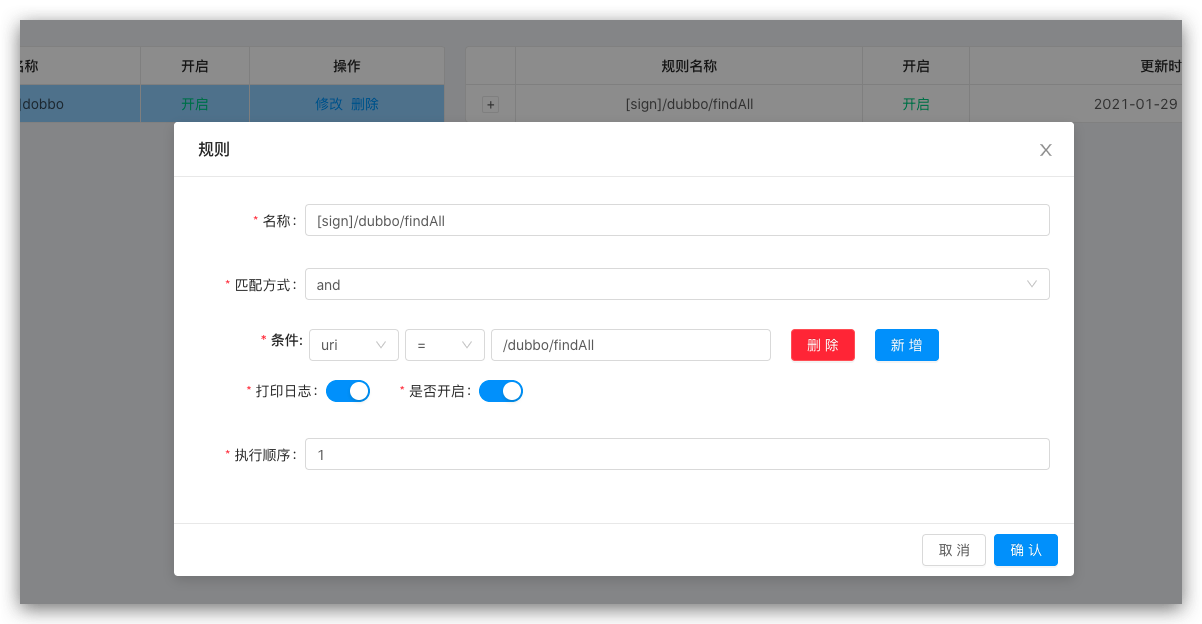 名称 开启 操作 规则名称 开启 更新时
dobbo 开启 修改 删除 + [sign]/dubbo/findAll 开启 2021-01-29
规则
* 名称: [sign]/dubbo/findAll
* 匹配方式: and
* 条件: uri = /dubbo/findAll 删 除 新 增
* 打印日志: * 是否开启:
* 执行顺序: 1
取 消 确 认